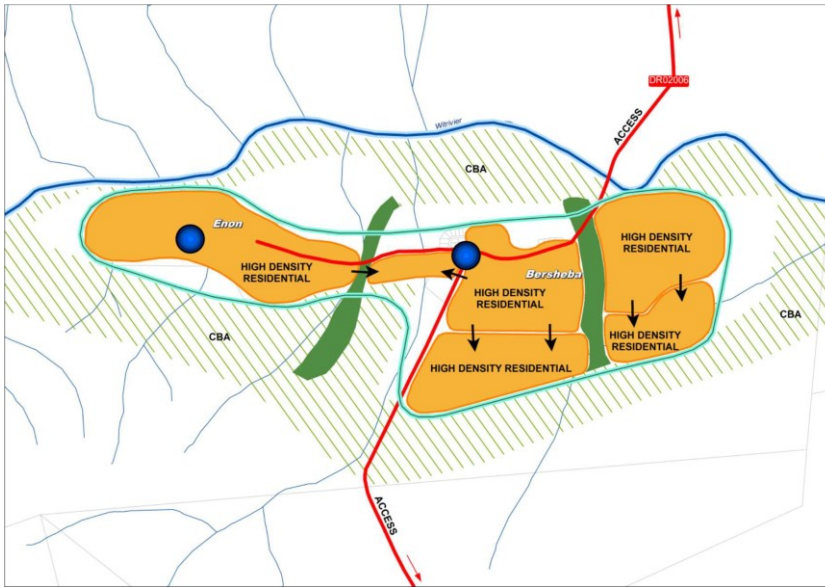 DR02006
ACCESS
Witrivier
CBA
Enon
HIGH DENSITY
RESIDENTIAL
HIGH DENSITY
RESIDENTIAL
Bersheba
HIGH DENSITY
RESIDENTIAL
CBA
CBA
HIGH DENSITY
RESIDENTIAL
HIGH DENSITY RESIDENTIAL
ACCESS